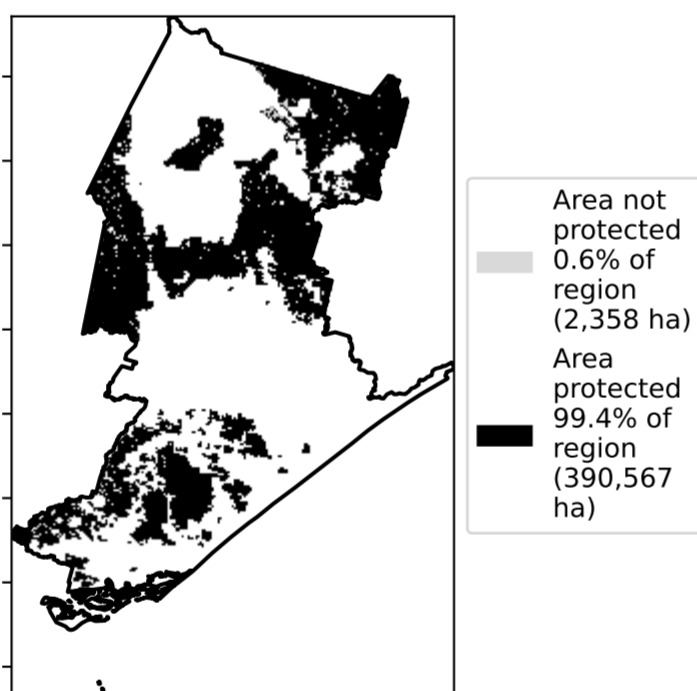 Area not
protected
0.6% of
region
(2,358 ha)
Area
protected
99.4% of
region
(390,567
ha)